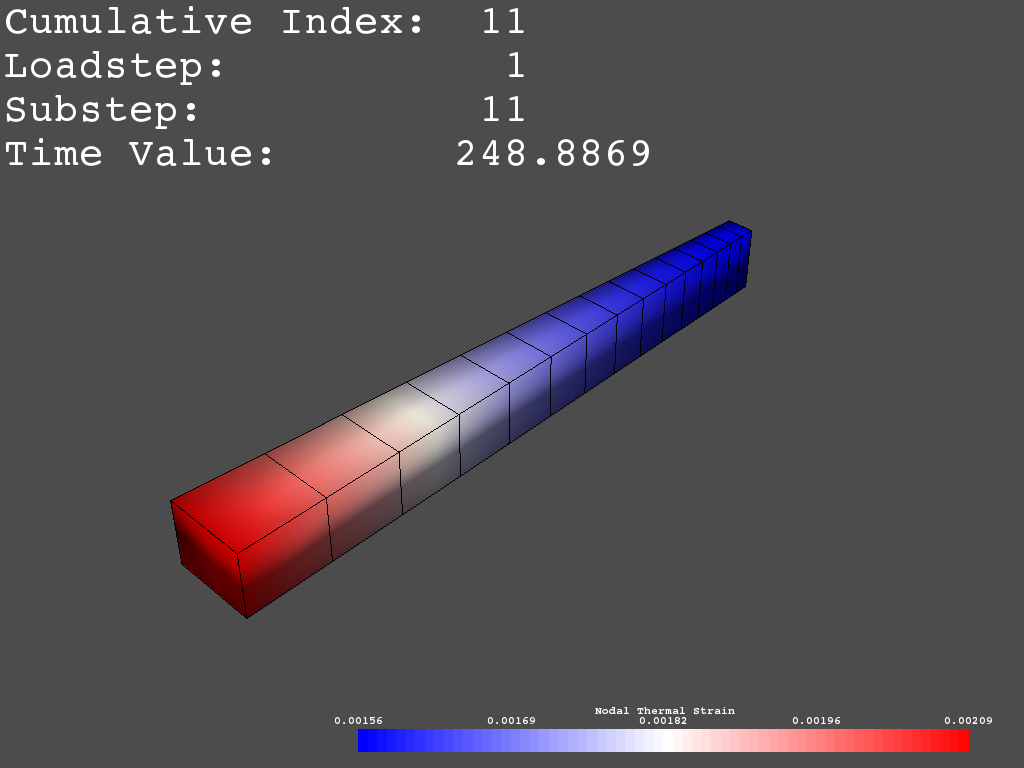 Cumulative Index: 11
Loadstep: 1
Substep: 11
Time Value: 248.8869
Nodal Thermal Strain
0.00156 0.00169 0.00182 0.00196 0.00209